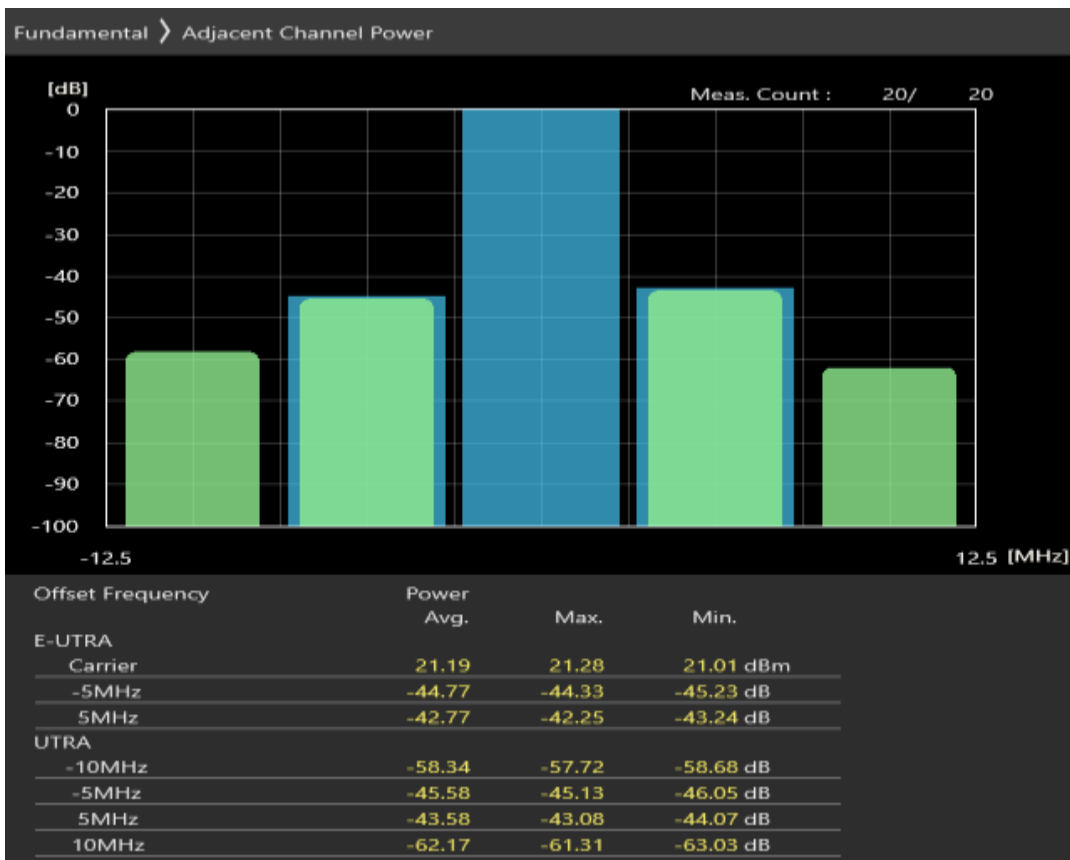 Fundamental ❯ Adjacent Channel Power
[dB]
Meas. Count : 20/ 20
0
-10
-20
-30
-40
-50
-60
-70
-80
-90
-100
-12.5 12.5 [MHz]
Offset Frequency Power
Avg. Max. Min.
E-UTRA
Carrier 21.19 21.28 21.01 dBm
-5MHz -44.77 -44.33 -45.23 dB
5MHz -42.77 -42.25 -43.24 dB
UTRA
-10MHz -58.34 -57.72 -58.68 dB
-5MHz -45.58 -45.13 -46.05 dB
5MHz -43.58 -43.08 -44.07 dB
10MHz -62.17 -61.31 -63.03 dB